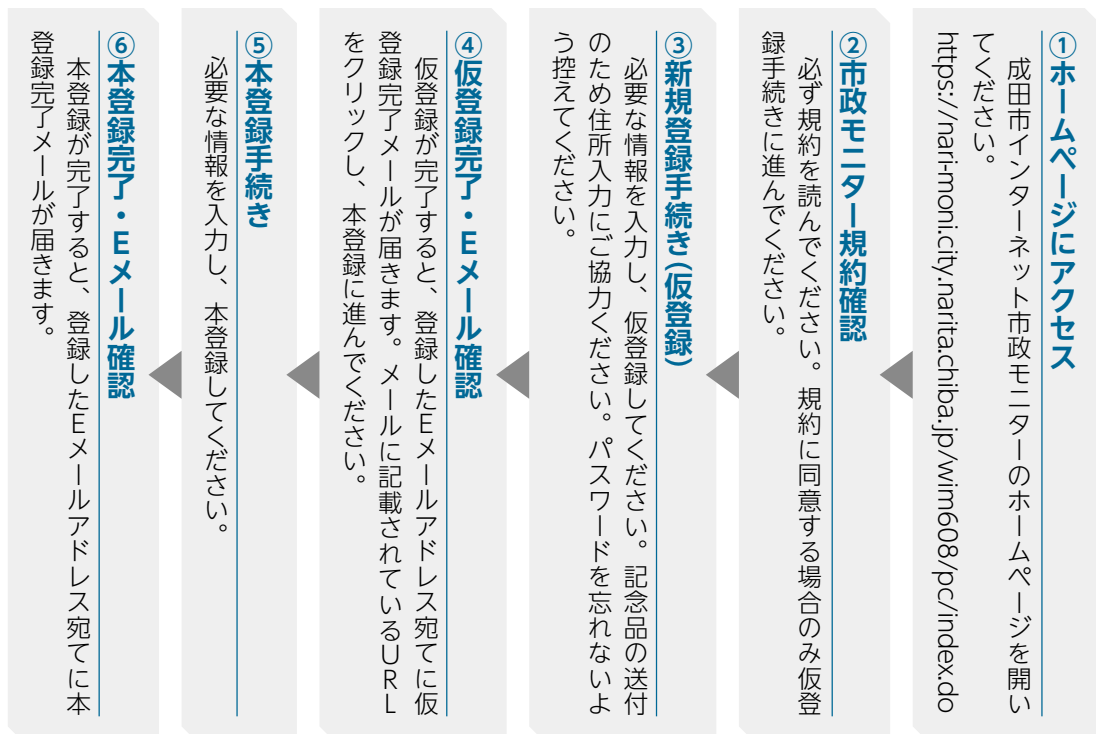 ①ホームページにアクセス
成田市インターネット市政モニターのホームページを開い
てください。
https://nari-moni.city.narita.chiba.jp/wim608/pc/index.do
②市政モニター規約確認
必ず規約を読んでください。規約に同意する場合のみ仮登
録手続きに進んでください。
③新規登録手続き(仮登録)
必要な情報を入力し、仮登録してください。記念品の送付
のため住所入力にご協力ください。パスワードを忘れないよ
う控えてください。
④仮登録完了・Eメール確認
仮登録が完了すると、登録したEメールアドレス宛てに仮
登録完了メールが届きます。メールに記載されているURL
をクリックし、本登録に進んでください。
⑤本登録手続き
必要な情報を入力し、本登録してください。
⑥本登録完了・Eメール確認
本登録が完了すると、登録したEメールアドレス宛てに本
登録完了メールが届きます。